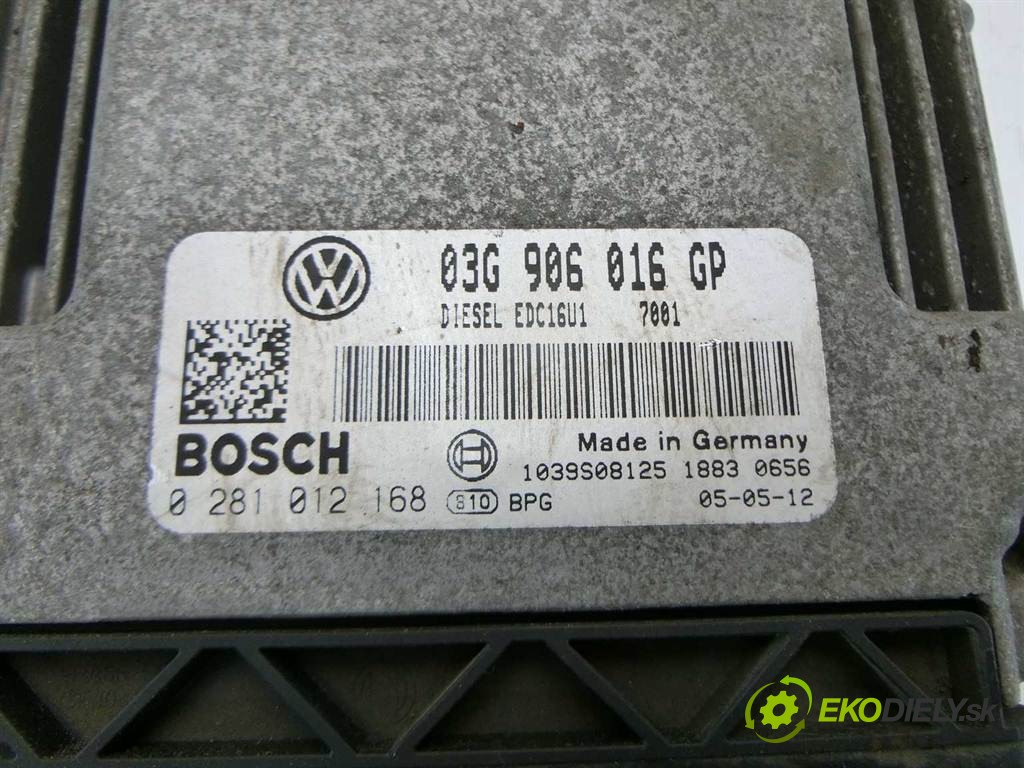 03G 906 016 GP
DIESEL EDC16U1 7001
BOSCH
Made in Germany
1039S08125 1883 0656
0 281 012 168 S10 BPG 05-05-12
EKODIELY.sk